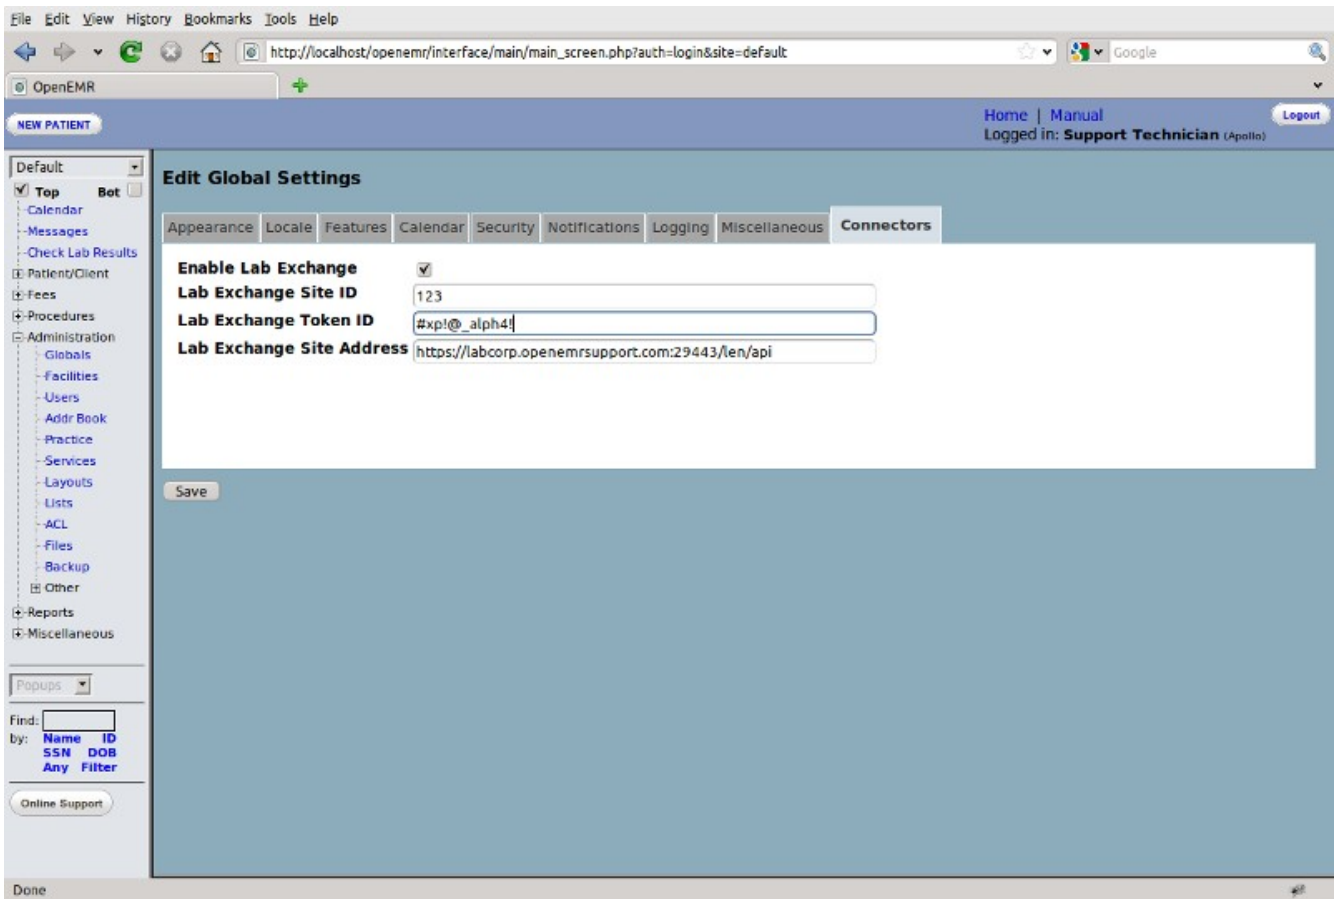 File Edit View History Bookmarks Tools Help
http://localhost/openemr/interface/main/main_screen.php?auth=login&site=default
Google
OpenEMR
NEW PATIENT
Home | Manual
Logout
Logged in: Support Technician (Apollo)
Default
Top Bot
Calendar
Messages
Check Lab Results
Patient/Client
Fees
Procedures
Administration
Globals
Facilities
Users
Addr Book
Practice
Services
Layouts
Lists
ACL
Files
Backup
Other
Reports
Miscellaneous
Popups
Find:
by: Name ID
SSN DOB
Any Filter
Online Support
Edit Global Settings
Appearance Locale Features Calendar Security Notifications Logging Miscellaneous Connectors
Enable Lab Exchange
Lab Exchange Site ID 123
Lab Exchange Token ID #xp!@_alph4!
Lab Exchange Site Address https://labcorp.openemrsupport.com:29443/len/api
Save
Done